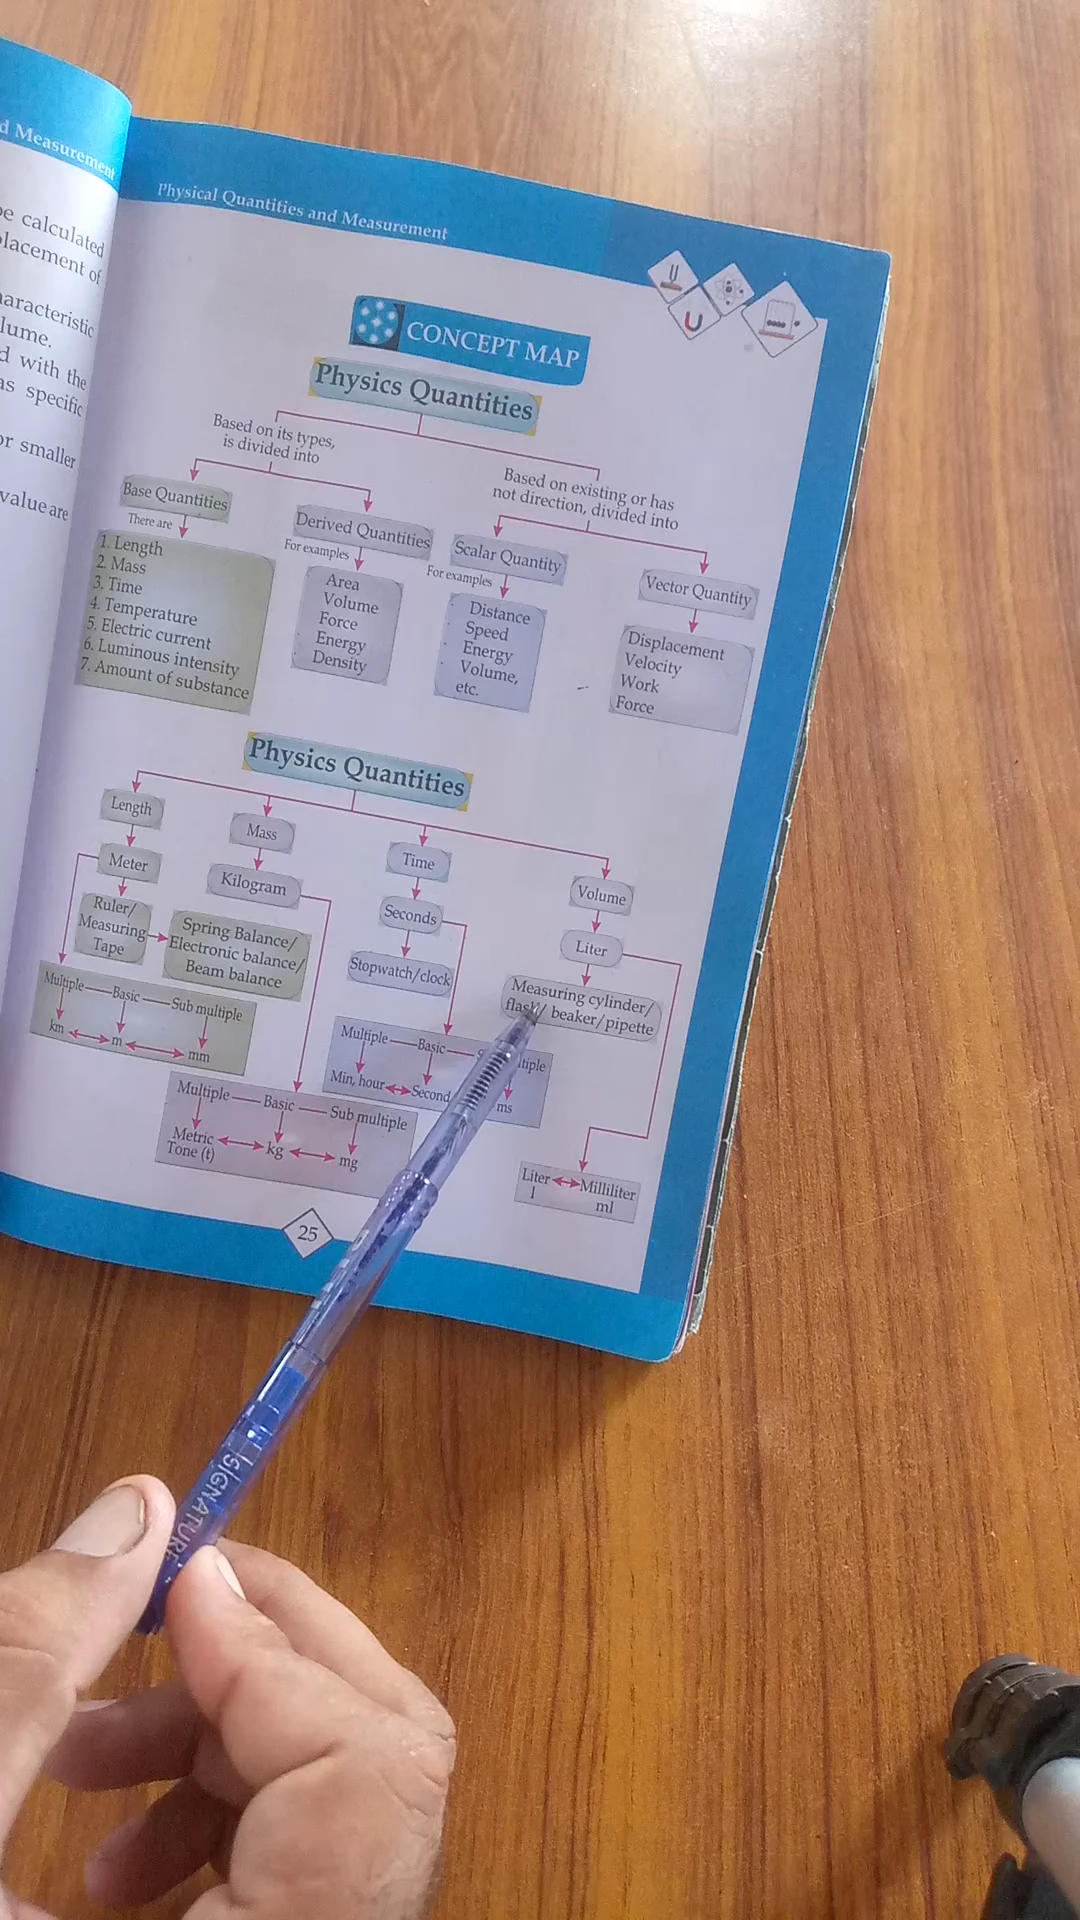 d Measurement
be calculated
placement of
haracteristic
lume.
d with the
as specific
or smaller
value are
Physical Quantities and Measurement
CONCEPT MAP
Physics Quantities
Based on its types,
is divided into
Based on existing or has
not direction, divided into
Base Quantities
There are
1. Length
2. Mass
3. Time
4. Temperature
5. Electric current
6. Luminous intensity
7. Amount of substance
Derived Quantities
For examples
Area
Volume
Force
Energy
Density
Scalar Quantity
For examples
Distance
Speed
Energy
Volume,
etc.
Vector Quantity
Displacement
Velocity
Work
Force
Physics Quantities
Length
Meter
Ruler/
Measuring
Tape
Mass
Kilogram
Spring Balance/
Electronic balance/
Beam balance
Time
Seconds
Stopwatch/clock
Volume
Liter
Measuring cylinder/
flask/ beaker/pipette
Multiple Basic Sub multiple
km m mm
Multiple Basic Sub multiple
Metric kg mg
Tone (t)
Multiple Basic
Min, hour Second ms
Liter Milliliter
l ml
25
SIGNATURE